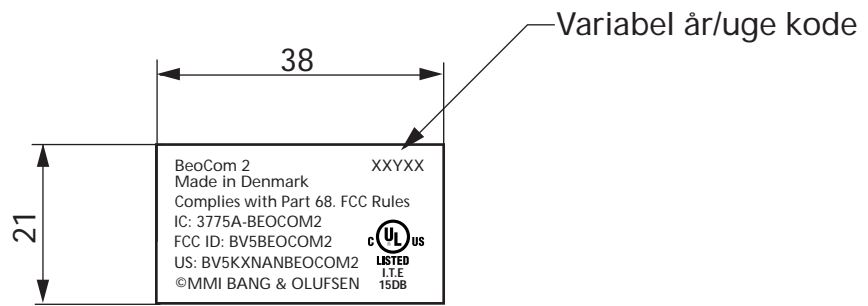 Variabel år/uge kode
38
21
BeoCom 2 XXYXX
Made in Denmark
Complies with Part 68. FCC Rules
IC: 3775A-BEOCOM2
FCC ID: BV5BEOCOM2
US: BV5KXNANBEOCOM2
©MMI BANG & OLUFSEN
C UL US
LISTED
I.T.E
15DB